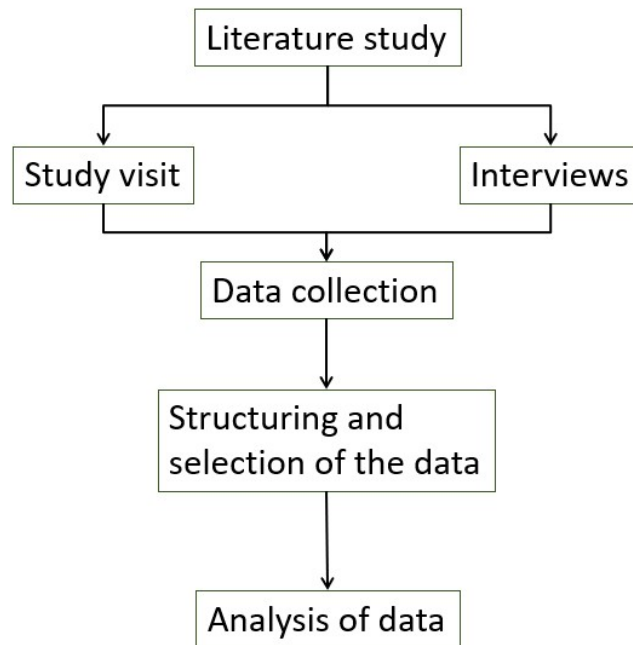 Literature study
Study visit
Interviews
Data collection
Structuring and
selection of the data
Analysis of data